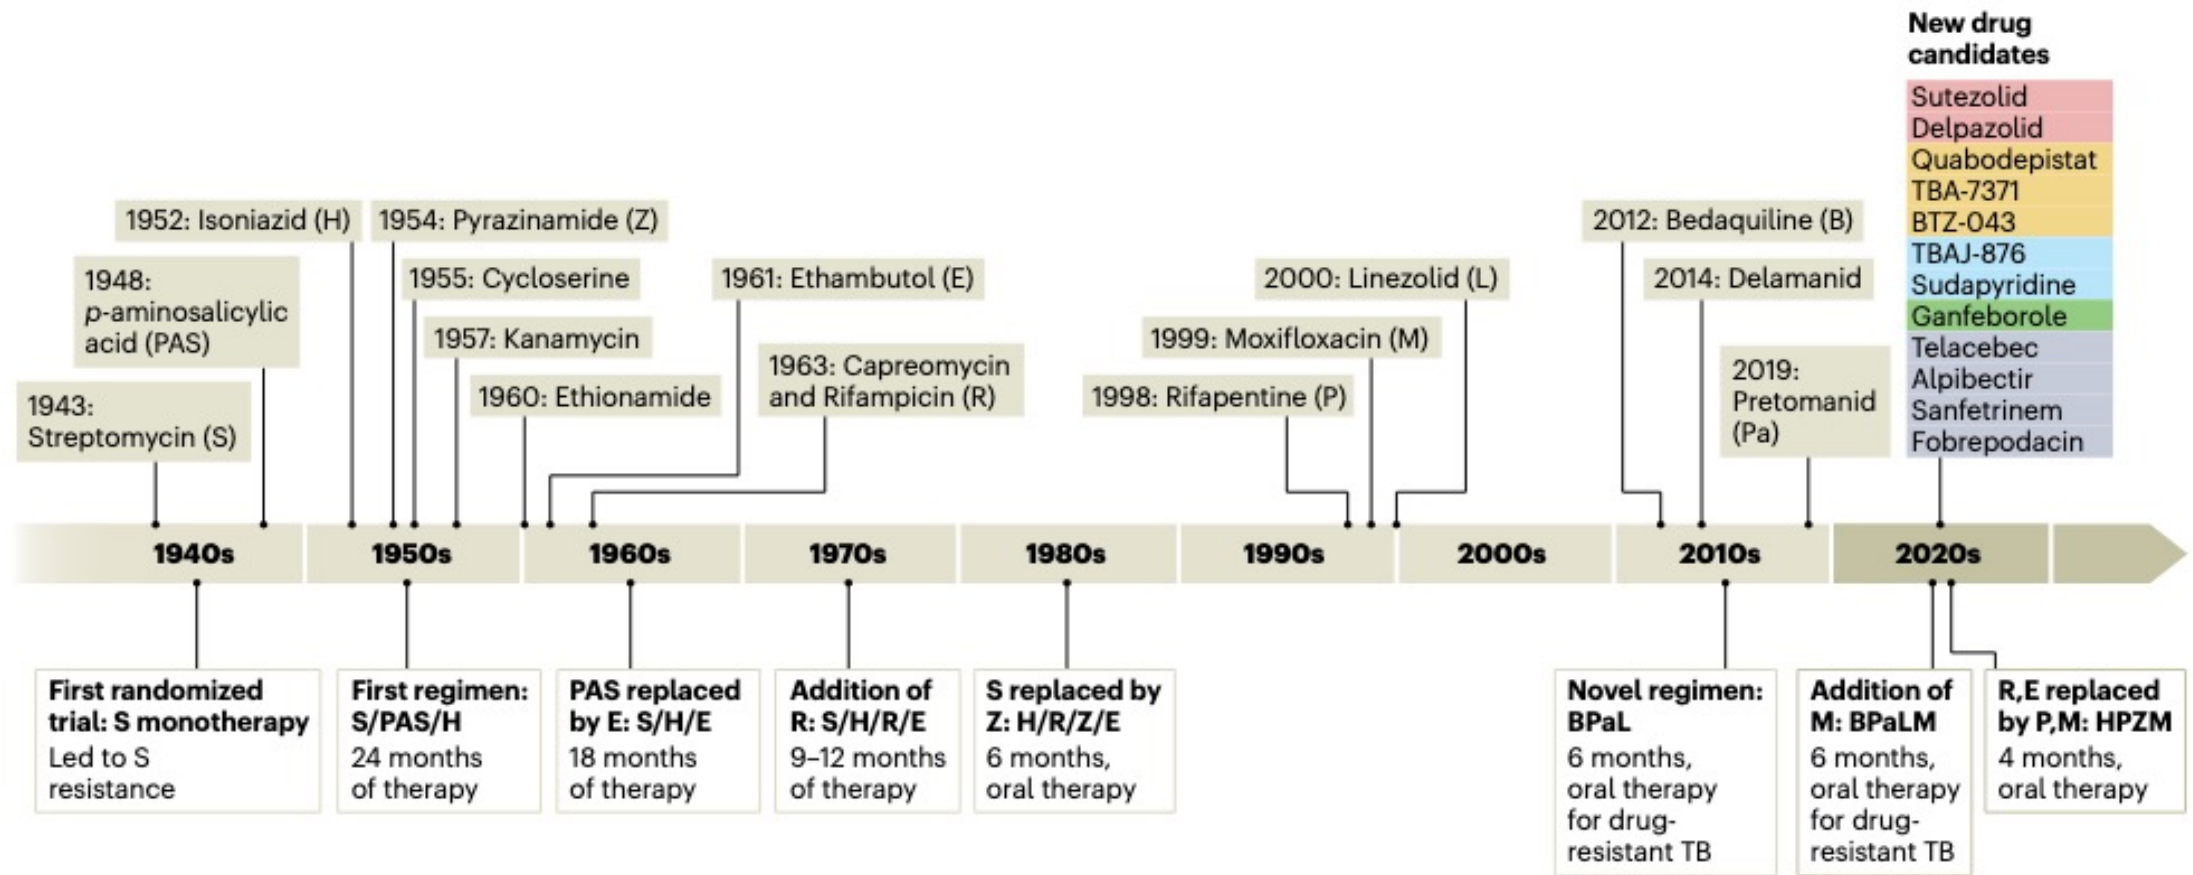 New drug
candidates
Sutezolid
Delpazolid
Quabodepistat
TBA-7371
BTZ-043
TBAJ-876
Sudapyridine
Ganfeborole
Telacebec
Alpibectir
Sanfetrinem
Fobrepodacin
1952: Isoniazid (H)
1954: Pyrazinamide (Z)
1948:
p-aminosalicylic
acid (PAS)
1955: Cycloserine
1957: Kanamycin
1943:
Streptomycin (S)
1960: Ethionamide
1961: Ethambutol (E)
1963: Capreomycin
and Rifampicin (R)
2000: Linezolid (L)
1999: Moxifloxacin (M)
1998: Rifapentine (P)
2012: Bedaquiline (B)
2014: Delamanid
2019:
Pretomanid
(Pa)
1940s
1950s
1960s
1970s
1980s
1990s
2000s
2010s
2020s
First randomized
trial: S monotherapy
Led to S
resistance
First regimen:
S/PAS/H
24 months
of therapy
PAS replaced
by E: S/H/E
18 months
of therapy
Addition of
R: S/H/R/E
9–12 months
of therapy
S replaced by
Z: H/R/Z/E
6 months,
oral therapy
Novel regimen:
BPaL
6 months,
oral therapy
for drug-
resistant TB
Addition of
M: BPaLM
6 months,
oral therapy
for drug-
resistant TB
R,E replaced
by P,M: HPZM
4 months,
oral therapy